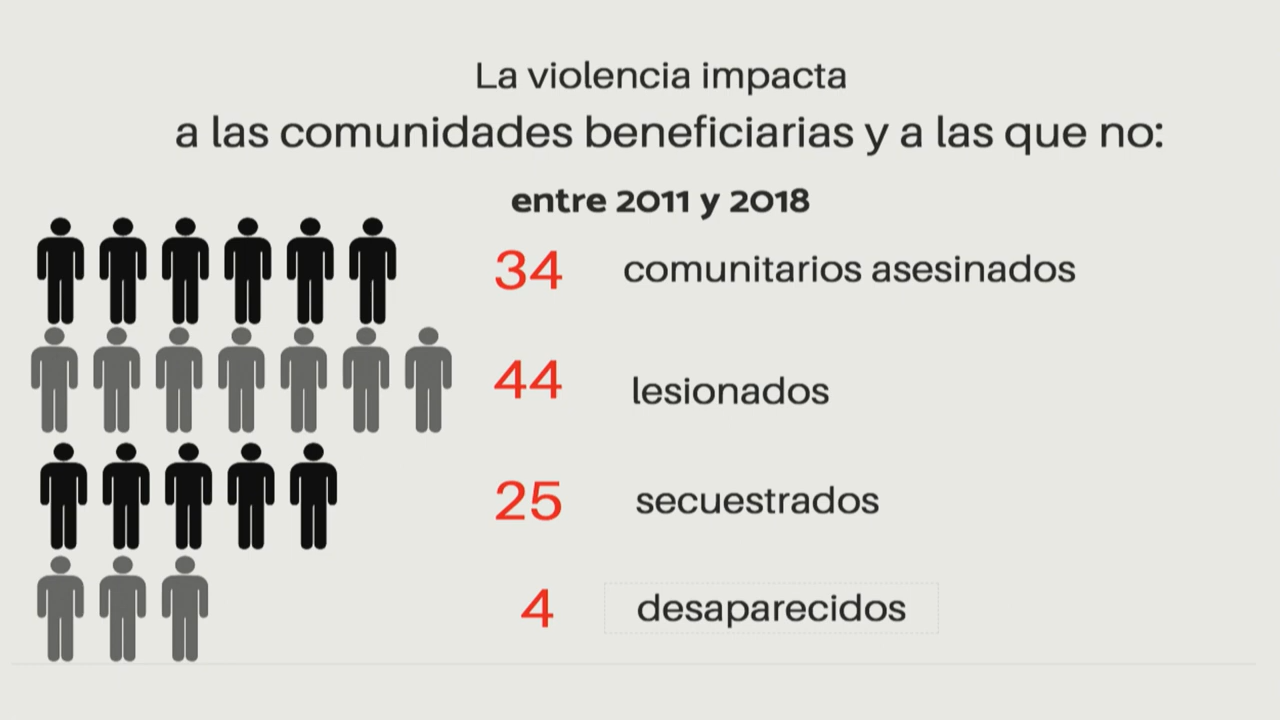 La violencia impacta
a las comunidades beneficiarias y a las que no:
entre 2011 y 2018
34 comunitarios asesinados
44 lesionados
25 secuestrados
4 desaparecidos